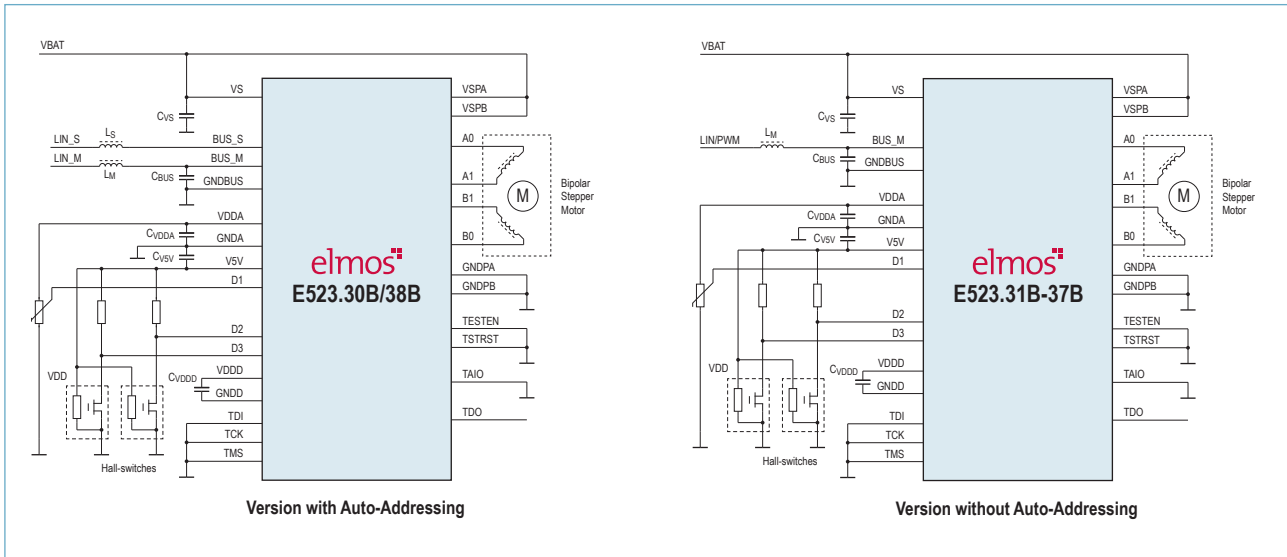 VBAT
VS
CVS
LIN_S
LS
BUS_S
LIN_M
LM
BUS_M
CBUS
GNDBUS
VDDA
CVDDA
GNDA
CV5V
V5V
D1
D2
D3
VDD
VDDD
CVDDD
GNDD
TDI
TCK
TMS
Hall-switches
elmos
E523.30B/38B
VSPA
VSPB
A0
A1
M
B1
B0
Bipolar
Stepper
Motor
GNDPA
GNDPB
TESTEN
TSTRST
TAIO
TDO
Version with Auto-Addressing
VBAT
VS
CVS
LIN/PWM
LM
BUS_M
CBUS
GNDBUS
VDDA
CVDDA
GNDA
CV5V
V5V
D1
D2
D3
VDD
VDDD
CVDDD
GNDD
TDI
TCK
TMS
Hall-switches
elmos
E523.31B-37B
VSPA
VSPB
A0
A1
M
B1
B0
Bipolar
Stepper
Motor
GNDPA
GNDPB
TESTEN
TSTRST
TAIO
TDO
Version without Auto-Addressing